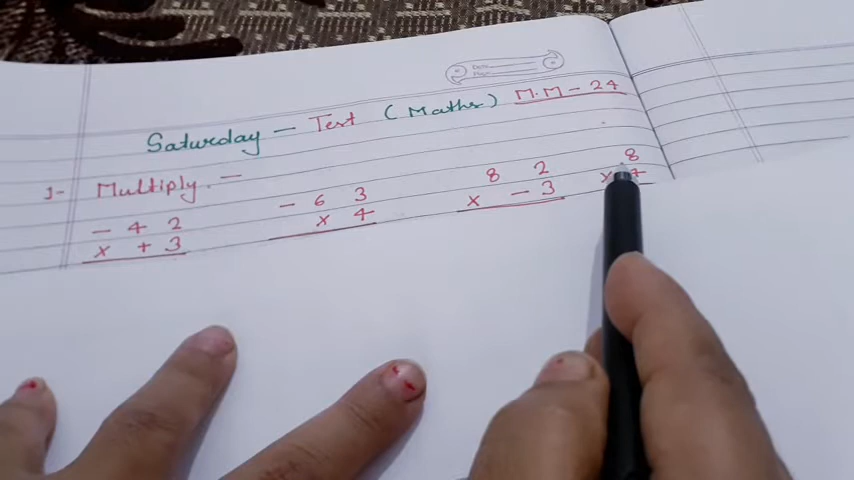 Saturday - Test (Maths) M.M - 24
1- Multiply. -
- 4 2 - 6 3 8 2 8
x + 3 x 4 x - 3 x